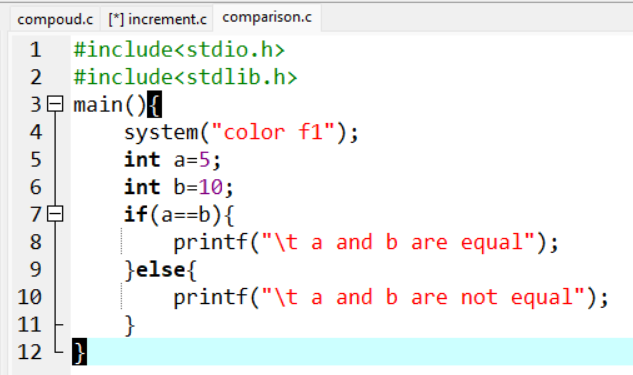 compoud.c [*] increment.c comparison.c
1 #include<stdio.h>
2 #include<stdlib.h>
3 main(){
4 system("color f1");
5 int a=5;
6 int b=10;
7 if(a==b){
8 printf("\t a and b are equal");
9 }else{
10 printf("\t a and b are not equal");
11 }
12 }